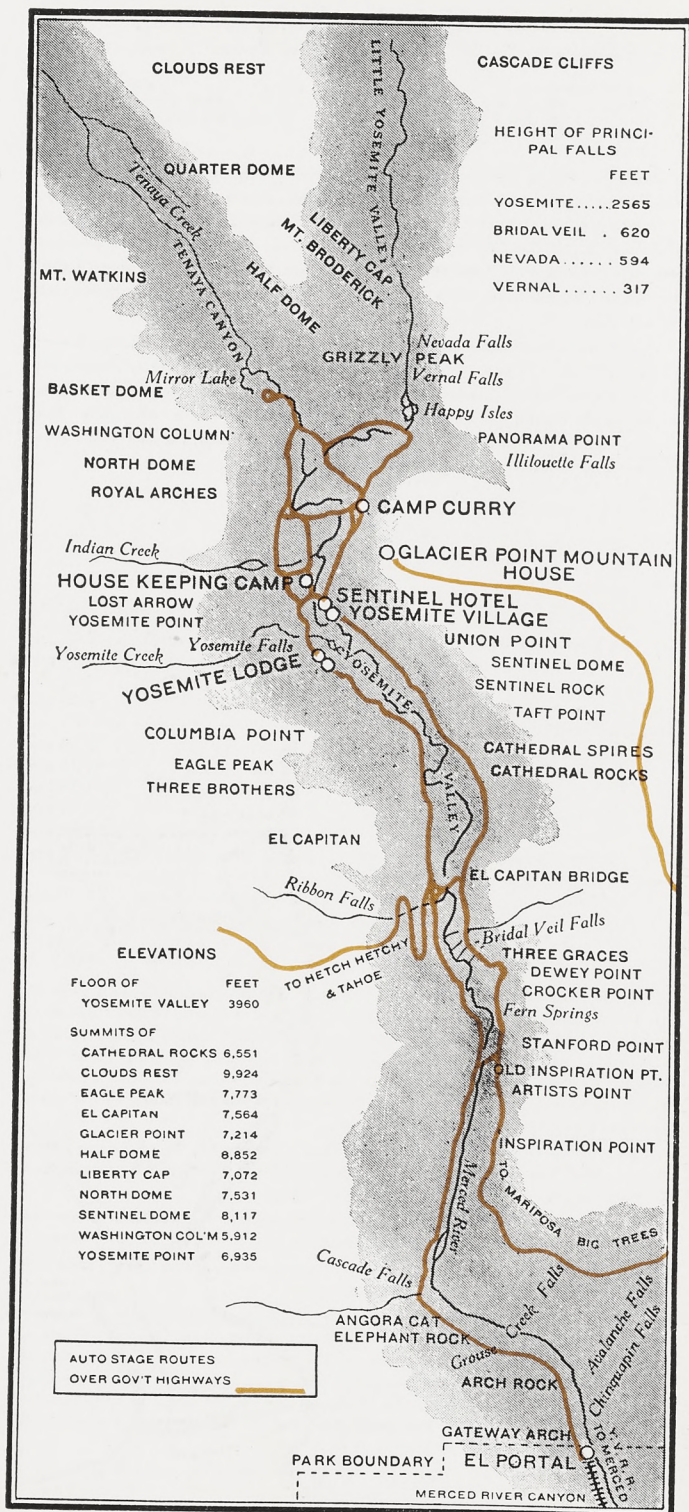 CLOUDS REST
CASCADE CLIFFS
LITTLE YOSEMITE VALLEY
HEIGHT OF PRINCI-
PAL FALLS
FEET
YOSEMITE.....2565
BRIDAL VEIL . 620
NEVADA...... 594
VERNAL...... 317
QUARTER DOME
Tenaya Creek
TENAYA CANYON
LIBERTY CAP
MT. BRODERICK
MT. WATKINS
HALF DOME
Nevada Falls
GRIZZLY PEAK
Vernal Falls
Mirror Lake
BASKET DOME
Happy Isles
WASHINGTON COLUMN
PANORAMA POINT
NORTH DOME
Illilouette Falls
ROYAL ARCHES
CAMP CURRY
Indian Creek
GLACIER POINT MOUNTAIN
HOUSE
HOUSE KEEPING CAMP
SENTINEL HOTEL
LOST ARROW
YOSEMITE VILLAGE
YOSEMITE POINT
UNION POINT
Yosemite Falls
Yosemite Creek
SENTINEL DOME
YOSEMITE LODGE
YOSEMITE VALLEY
SENTINEL ROCK
TAFT POINT
COLUMBIA POINT
CATHEDRAL SPIRES
EAGLE PEAK
CATHEDRAL ROCKS
THREE BROTHERS
EL CAPITAN
EL CAPITAN BRIDGE
Ribbon Falls
Bridal Veil Falls
TO HETCH HETCHY
& TAHOE
THREE GRACES
DEWEY POINT
CROCKER POINT
Fern Springs
STANFORD POINT
OLD INSPIRATION PT.
ARTISTS POINT
INSPIRATION POINT
ELEVATIONS
FLOOR OF FEET
YOSEMITE VALLEY 3960
SUMMITS OF
CATHEDRAL ROCKS 6,551
CLOUDS REST 9,924
EAGLE PEAK 7,773
EL CAPITAN 7,564
GLACIER POINT 7,214
HALF DOME 8,852
LIBERTY CAP 7,072
NORTH DOME 7,531
SENTINEL DOME 8,117
WASHINGTON COL'M 5,912
YOSEMITE POINT 6,935
Merced River
TO MARIPOSA BIG TREES
Cascade Falls
ANGORA CAT
ELEPHANT ROCK
Grouse Creek Falls
Avalanche Falls
Chinquapin Falls
ARCH ROCK
AUTO STAGE ROUTES
OVER GOV'T HIGHWAYS
GATEWAY ARCH
EL PORTAL
Y.V.R.R.
TO MERCED
PARK BOUNDARY
MERCED RIVER CANYON